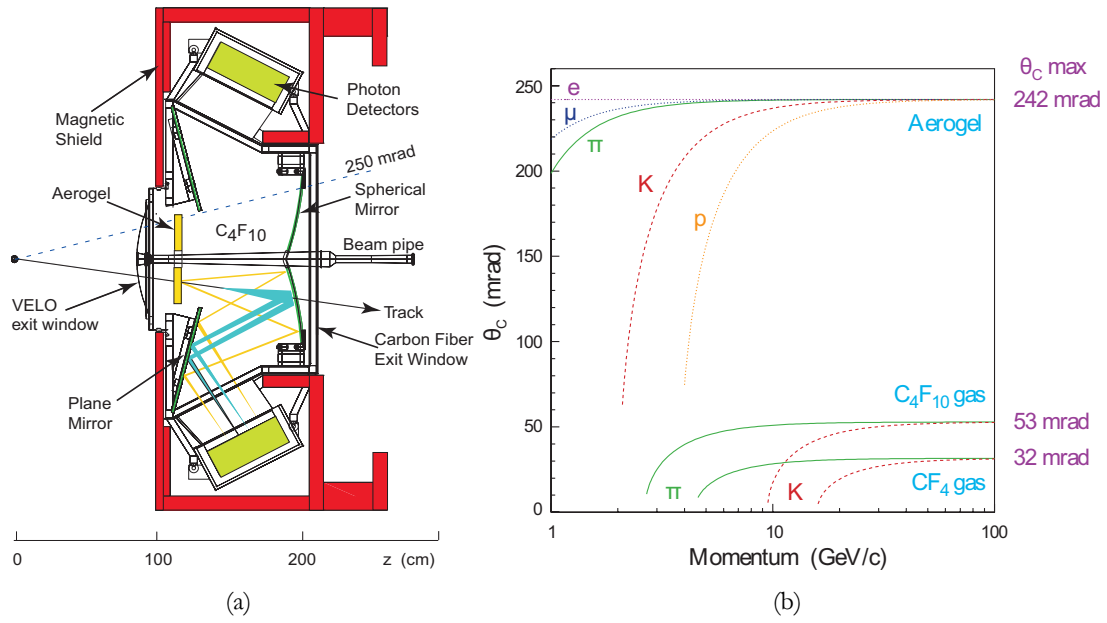 Magnetic
Shield
Photon
Detectors
250 mrad
Aerogel
Spherical
Mirror
C₄F₁₀
Beam pipe
VELO
exit window
Track
Carbon Fiber
Exit Window
Plane
Mirror
0 100 200 z (cm)
(a)
θC max
242 mrad
250
e
μ
π
Aerogel
200
K
p
150
θC (mrad)
100
C₄F₁₀ gas
50
53 mrad
32 mrad
π
K
CF₄ gas
0
1 10 100
Momentum (GeV/c)
(b)